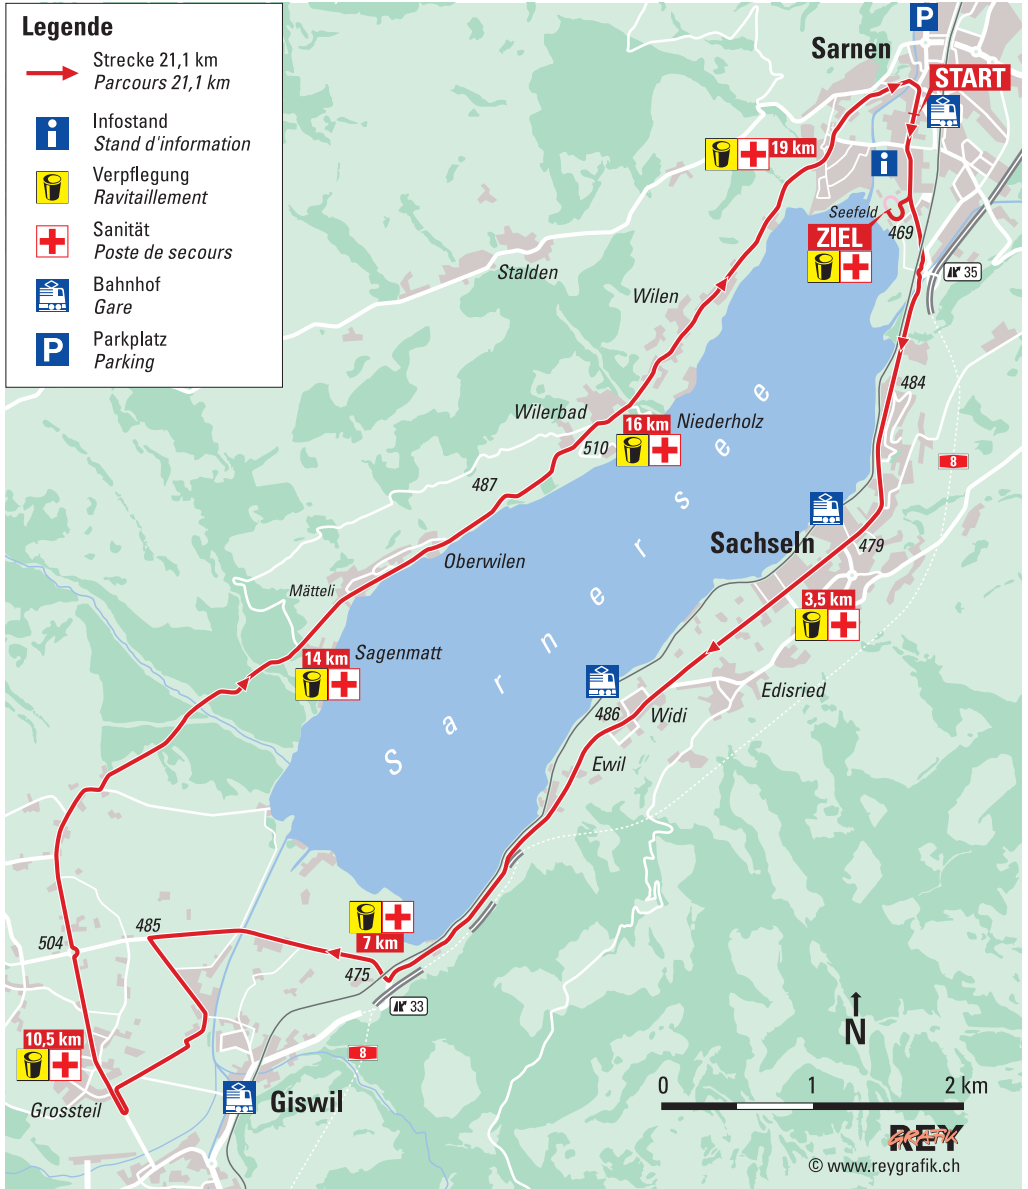 Legende
Strecke 21,1 km
Parcours 21,1 km
Infostand
Stand d'information
Verpflegung
Ravitaillement
Sanität
Poste de secours
Bahnhof
Gare
P
Parkplatz
Parking
P
Sarnen
START
19 km
Seefeld
469
ZIEL
35
Stalden
Wilen
484
Wilerbad
Niederholz
16 km
510
8
487
Sachseln
479
Oberwilen
Mätteli
3,5 km
Sagenmatt
14 km
Sarnersee
Edisried
486
Widi
Ewil
485
504
7 km
475
33
10,5 km
8
N
Grossteil
Giswil
0 1 2 km
REY
GRAFIK
© www.reygrafik.ch